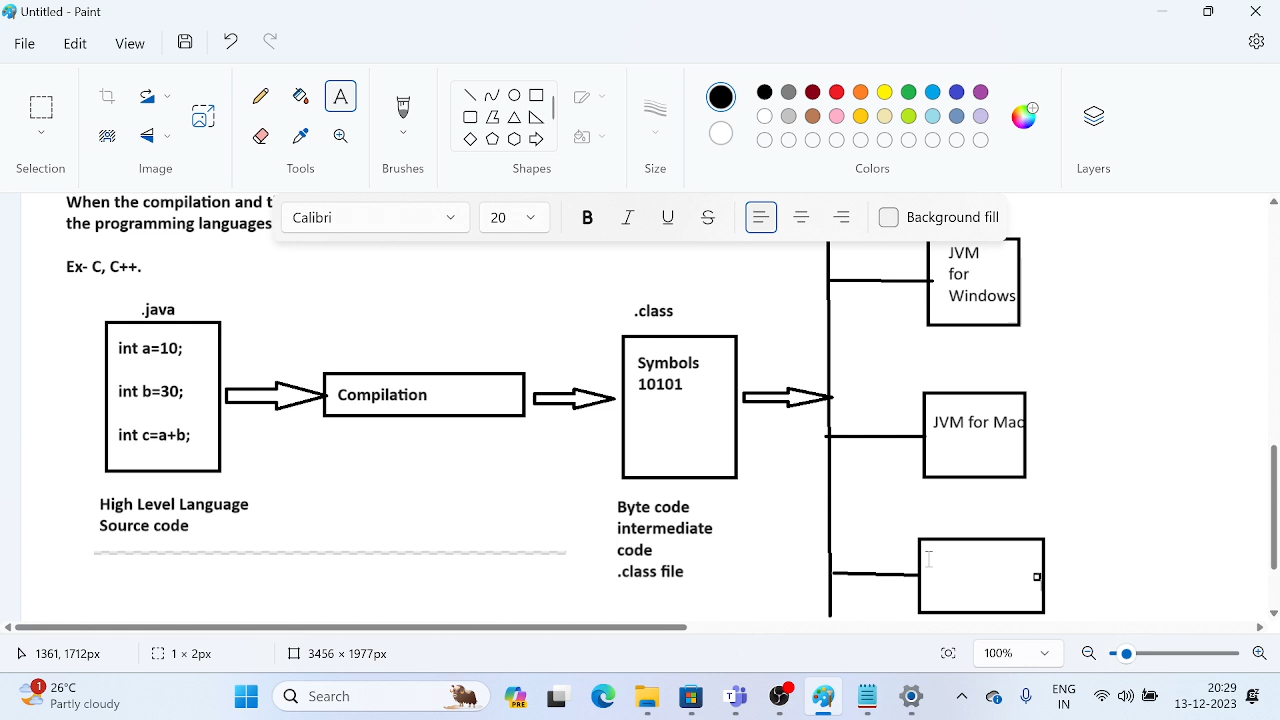 Untitled - Paint
File Edit View
Selection Image Tools Brushes Shapes Size Colors Layers
Calibri 20 B I U S Background fill
When the compilation and t
the programming languages
Ex- C, C++.
.java
int a=10;
int b=30;
int c=a+b;
High Level Language
Source code
Compilation
.class
Symbols
10101
Byte code
intermediate
code
.class file
JVM
for
Windows
JVM for Mac
1361, 1712px 1 × 2px 3456 × 1977px 100%
1
26°C
Partly cloudy
Search
ENG
IN
20:29
13-12-2023